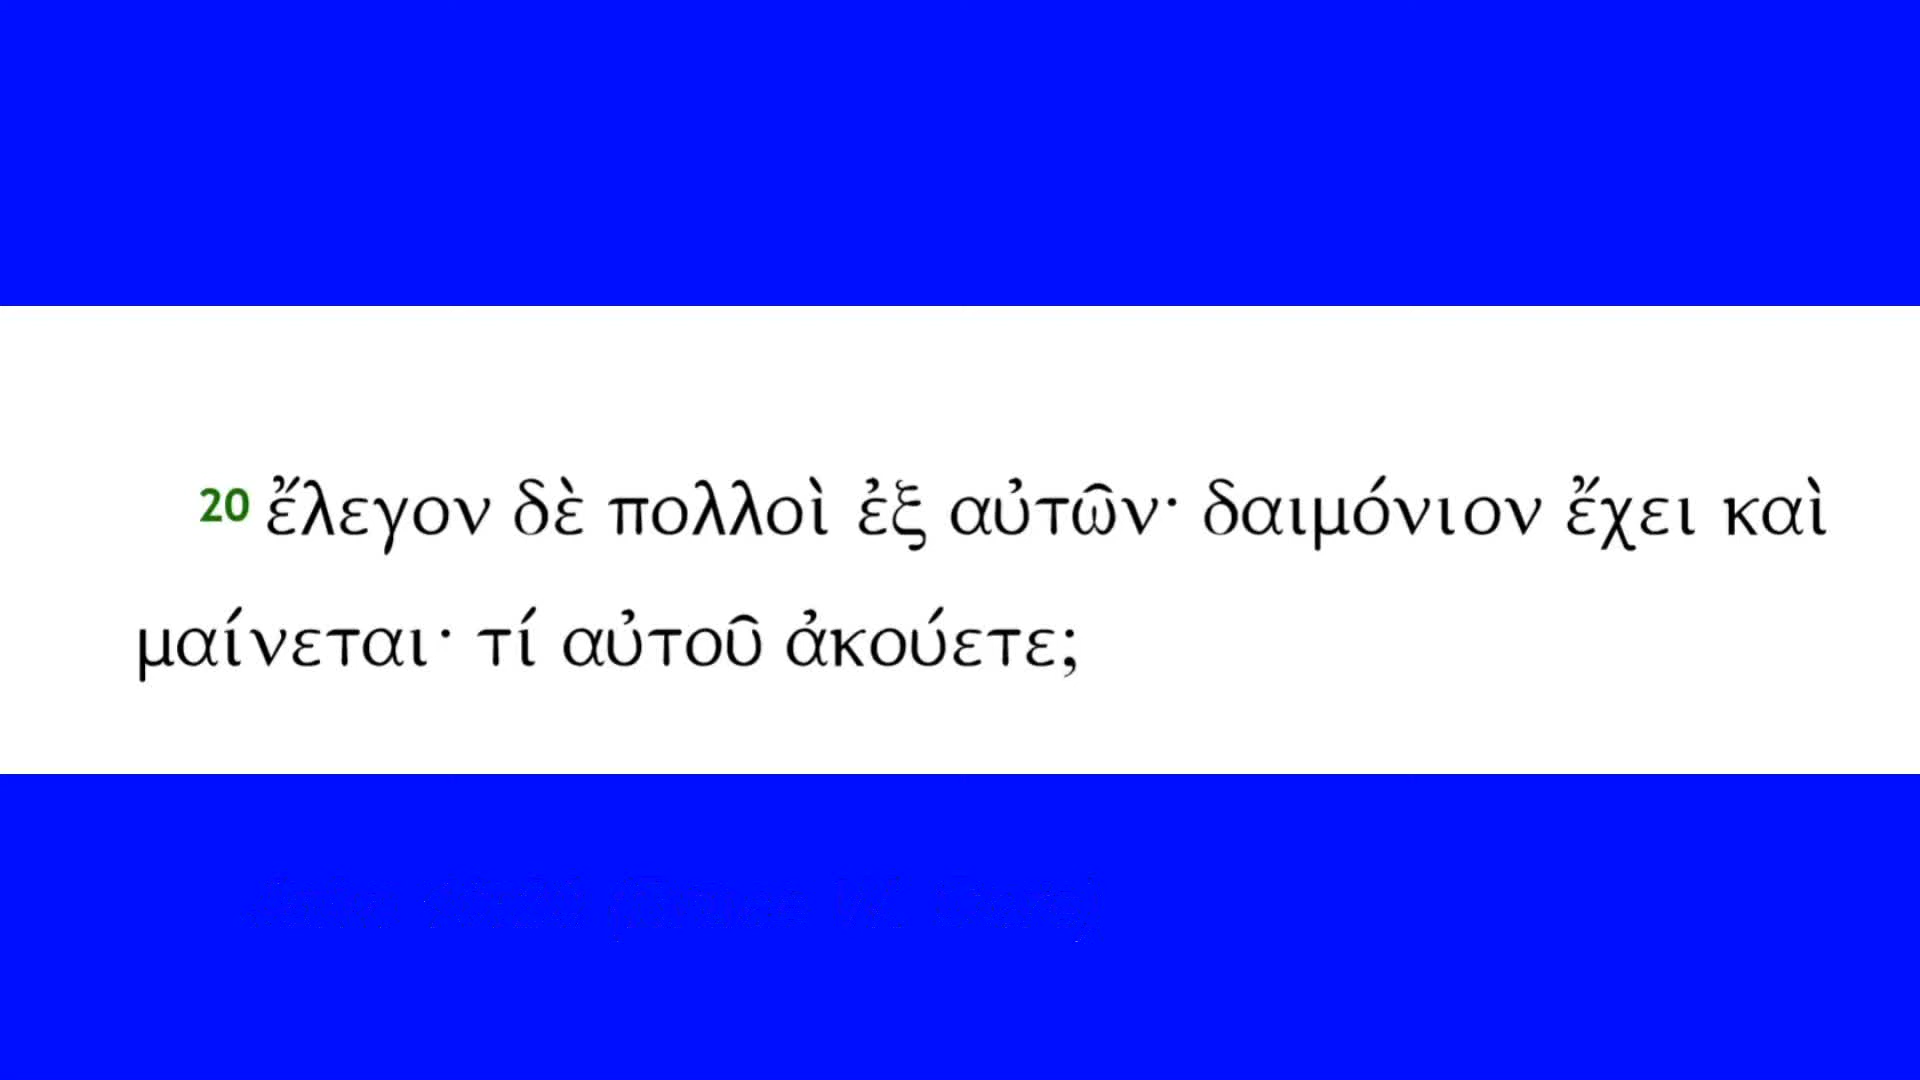 20 ἔλεγον δὲ πολλοὶ ἐξ αὐτῶν· δαιμόνιον ἔχει καὶ
μαίνεται· τί αὐτοῦ ἀκούετε;